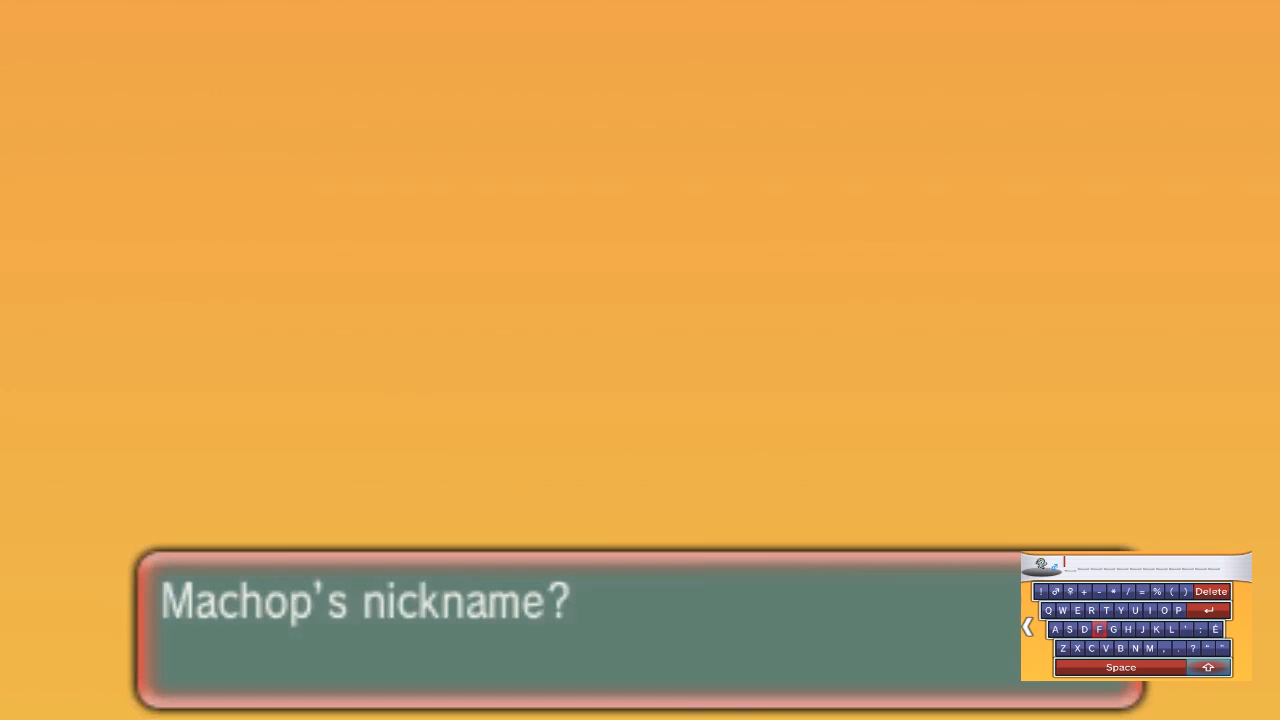 Machop's nickname?
! ♂ ♀ + - * / = % ( ) Delete
Q W E R T Y U I O P ↵
A S D F G H J K L ' : É
Z X C V B N M , . ? “ ”
Space